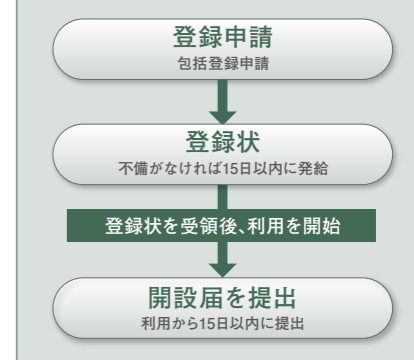 登録申請
包括登録申請
登録状
不備がなければ15日以内に発給
登録状を受領後、利用を開始
開設届を提出
利用から15日以内に提出